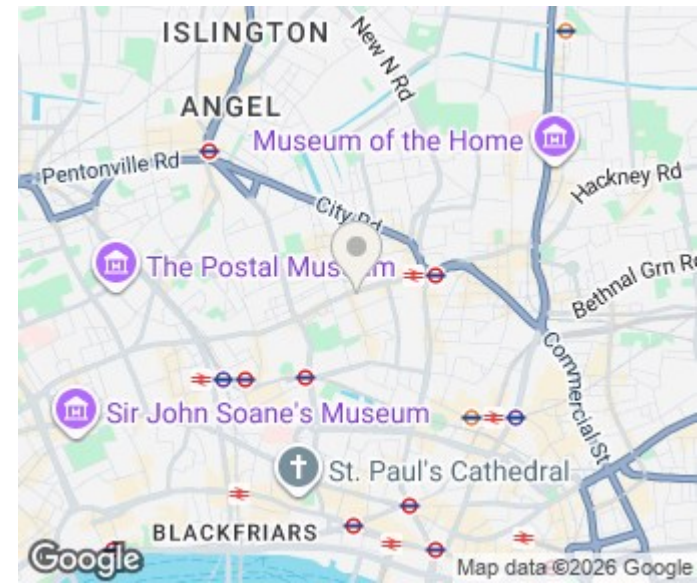 ISLINGTON
New N Rd
ANGEL
Museum of the Home
Pentonville Rd
Hackney Rd
City Rd
The Postal Museum
Bethnal Grn Rd
Commercial St
Sir John Soane's Museum
St. Paul's Cathedral
BLACKFRIARS
Google
Map data ©2026 Google